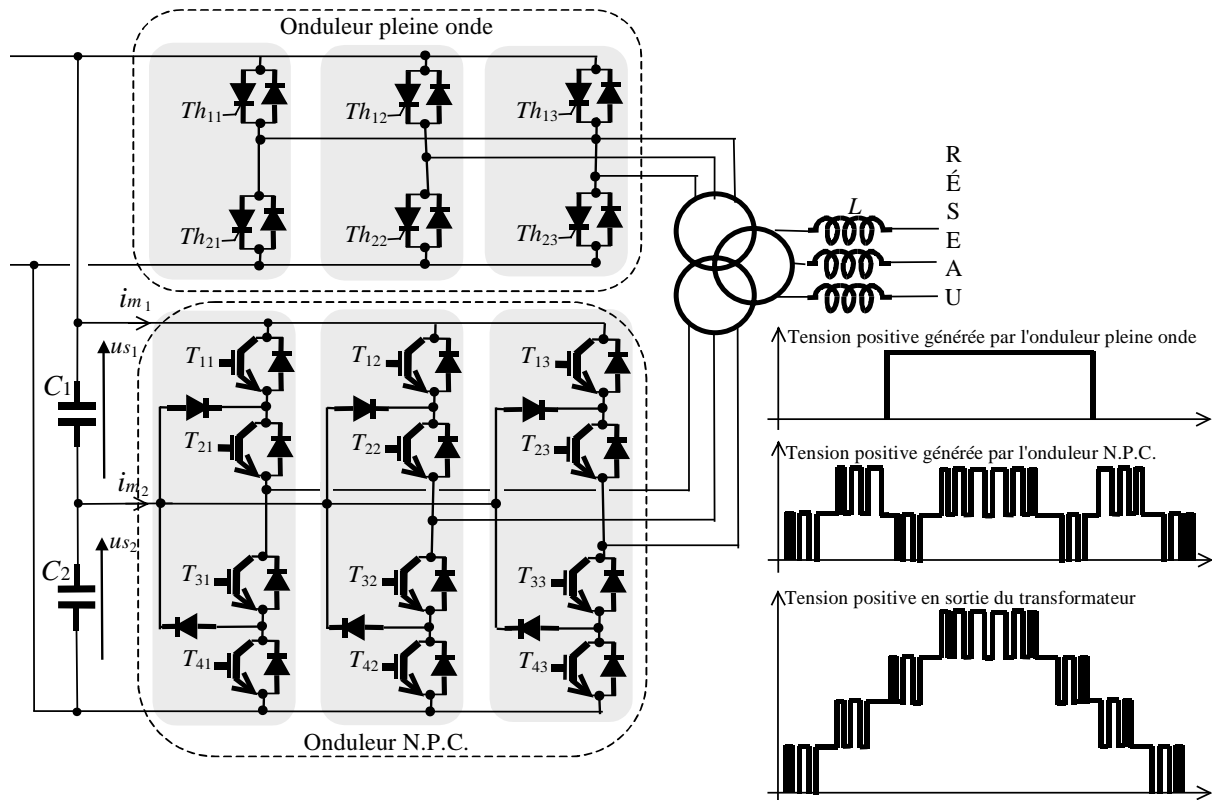 Onduleur pleine onde
Th11
Th12
Th13
Th21
Th22
Th23
L
R
É
S
E
A
U
im1
us1
C1
im2
us2
C2
T11
T12
T13
T21
T22
T23
T31
T32
T33
T41
T42
T43
Onduleur N.P.C.
Tension positive générée par l'onduleur pleine onde
Tension positive générée par l'onduleur N.P.C.
Tension positive en sortie du transformateur